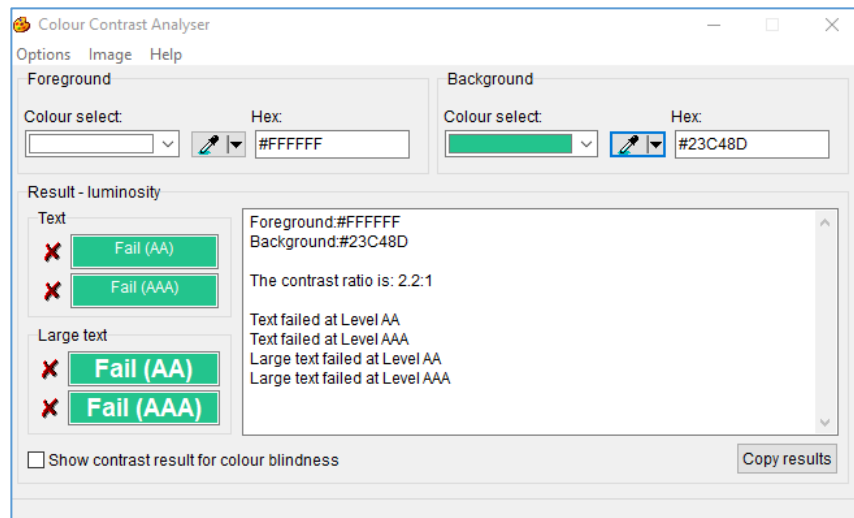 Colour Contrast Analyser
Options Image Help
Foreground
Colour select:
Hex:
#FFFFFF
Background
Colour select:
Hex:
#23C48D
Result - luminosity
Text
Fail (AA)
Fail (AAA)
Large text
Fail (AA)
Fail (AAA)
Foreground:#FFFFFF
Background:#23C48D
The contrast ratio is: 2.2:1
Text failed at Level AA
Text failed at Level AAA
Large text failed at Level AA
Large text failed at Level AAA
Show contrast result for colour blindness
Copy results